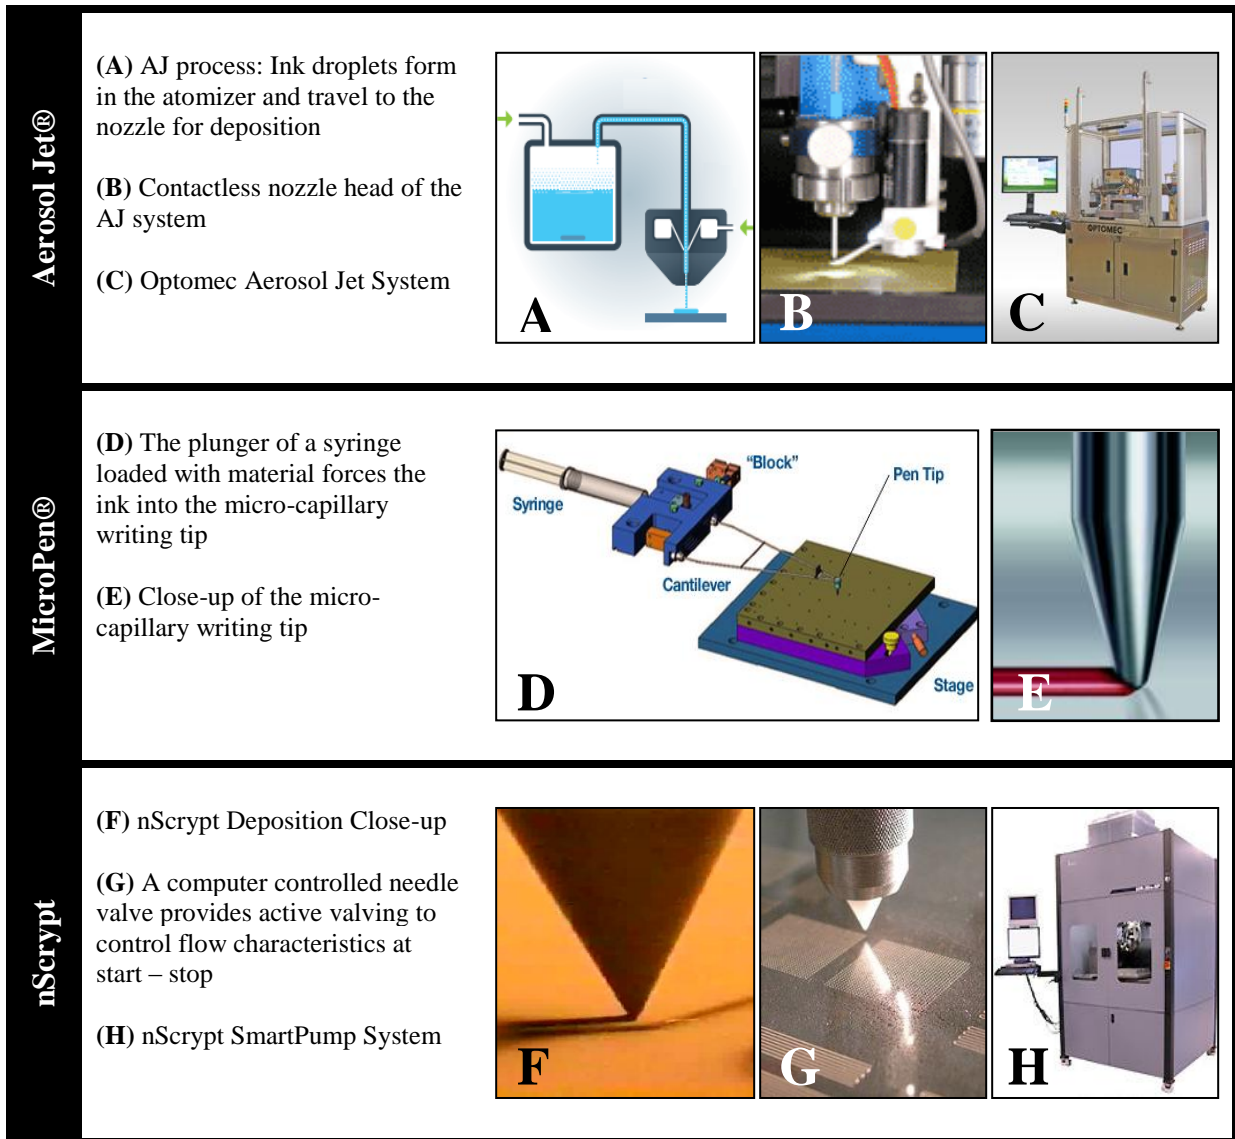 Aerosol Jet®
(A) AJ process: Ink droplets form
in the atomizer and travel to the
nozzle for deposition
(B) Contactless nozzle head of the
AJ system
(C) Optomec Aerosol Jet System
A
B
OPTOMEC
C
MicroPen®
(D) The plunger of a syringe
loaded with material forces the
ink into the micro-capillary
writing tip
(E) Close-up of the micro-
capillary writing tip
"Block"
Pen Tip
Syringe
Cantilever
Stage
D
E
nScrypt
(F) nScrypt Deposition Close-up
(G) A computer controlled needle
valve provides active valving to
control flow characteristics at
start – stop
(H) nScrypt SmartPump System
F
G
H